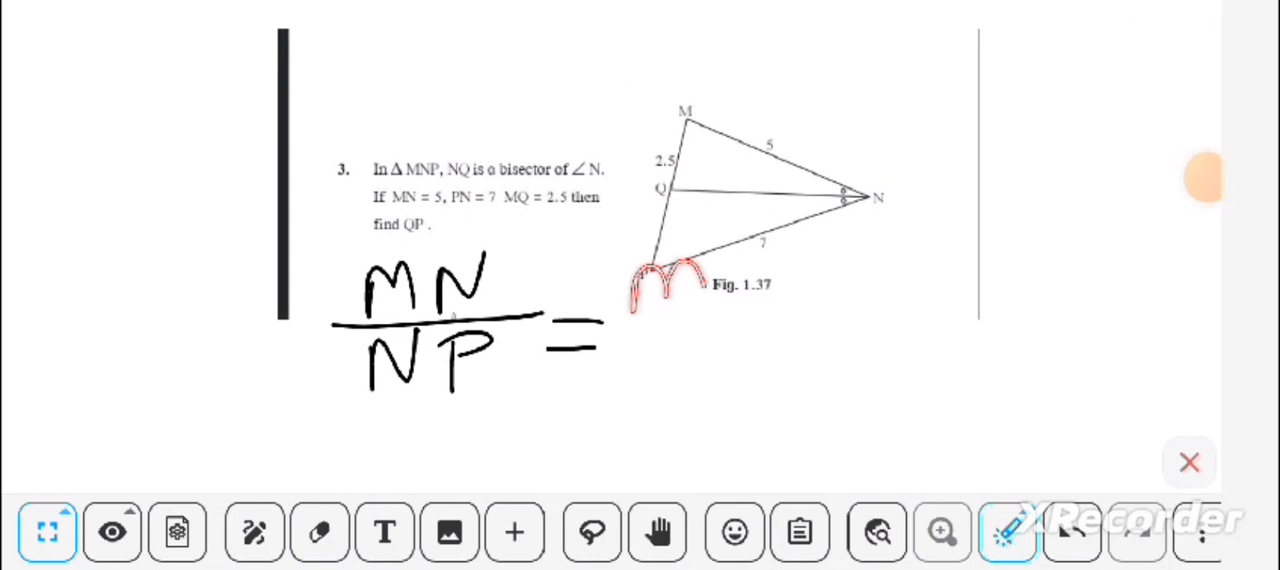 3. In Δ MNP, NQ is a bisector of ∠N.
If MN = 5, PN = 7 MQ = 2.5 then
find QP .
M
5
2.5
Q
N
7
Fig. 1.37
MN
NP
=
m
T
XRecorder